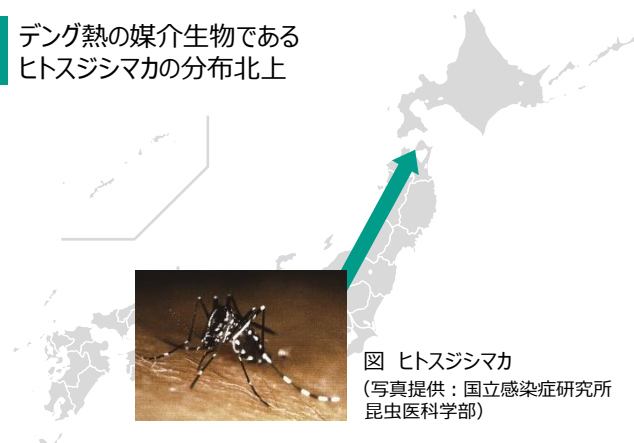 デング熱の媒介生物である
ヒトスジシマカの分布北上
図 ヒトスジシマカ
（写真提供：国立感染症研究所
昆虫医科学部）